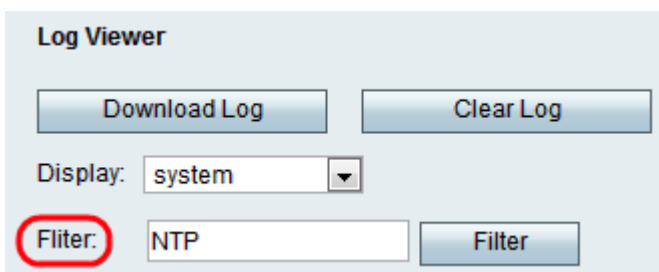 Log Viewer
Download Log Clear Log
Display: system
Fliter: NTP Filter